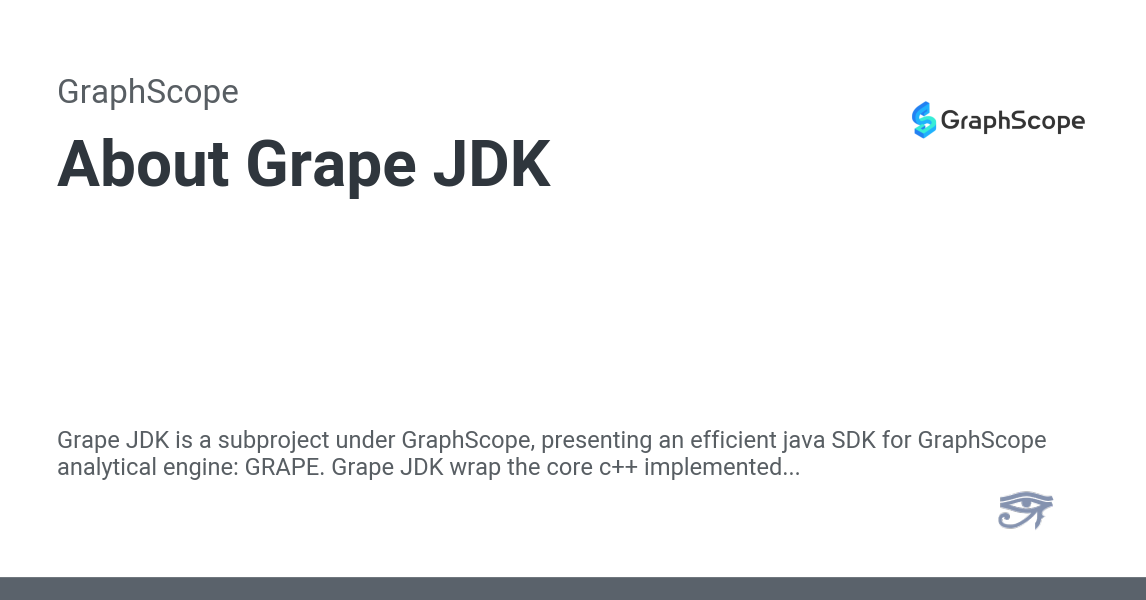 GraphScope
GraphScope
About Grape JDK
Grape JDK is a subproject under GraphScope, presenting an efficient java SDK for GraphScope
analytical engine: GRAPE. Grape JDK wrap the core c++ implemented...